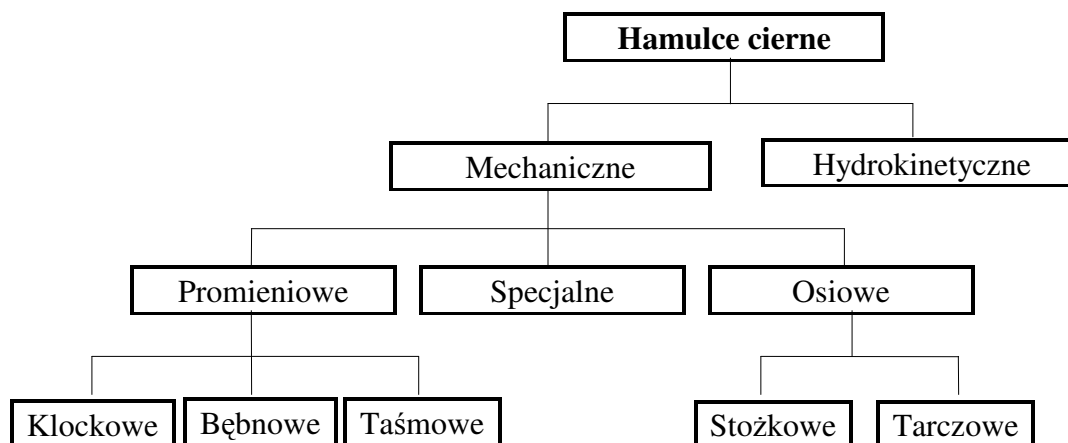 Hamulce cierne
Mechaniczne
Hydrokinetyczne
Promieniowe
Specjalne
Osiowe
Klockowe
Bębnowe
Taśmowe
Stożkowe
Tarczowe